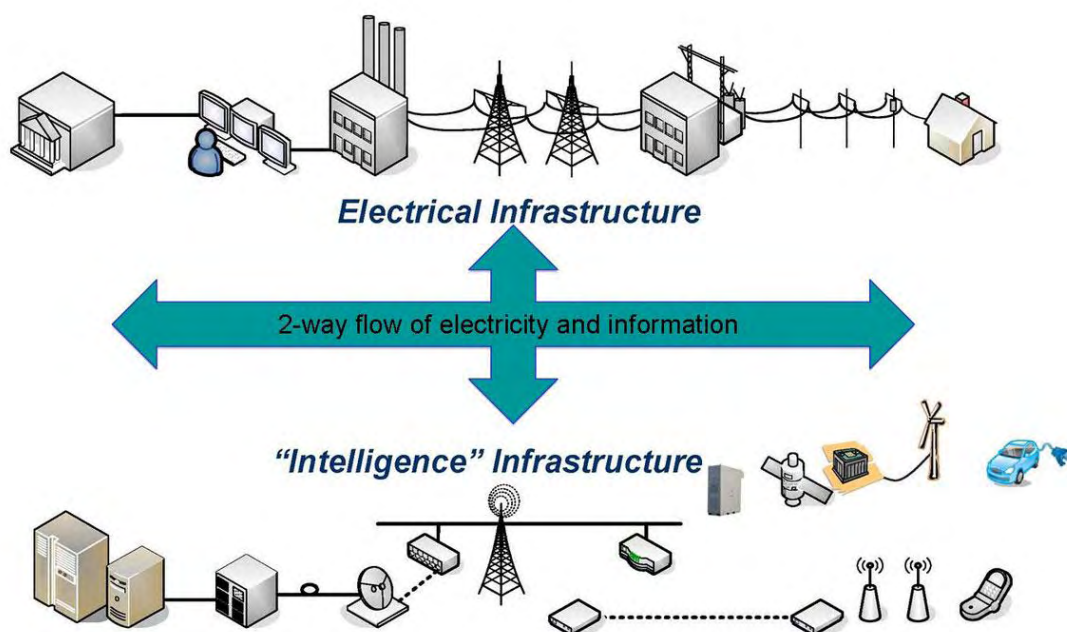 Electrical Infrastructure
2-way flow of electricity and information
“Intelligence” Infrastructure